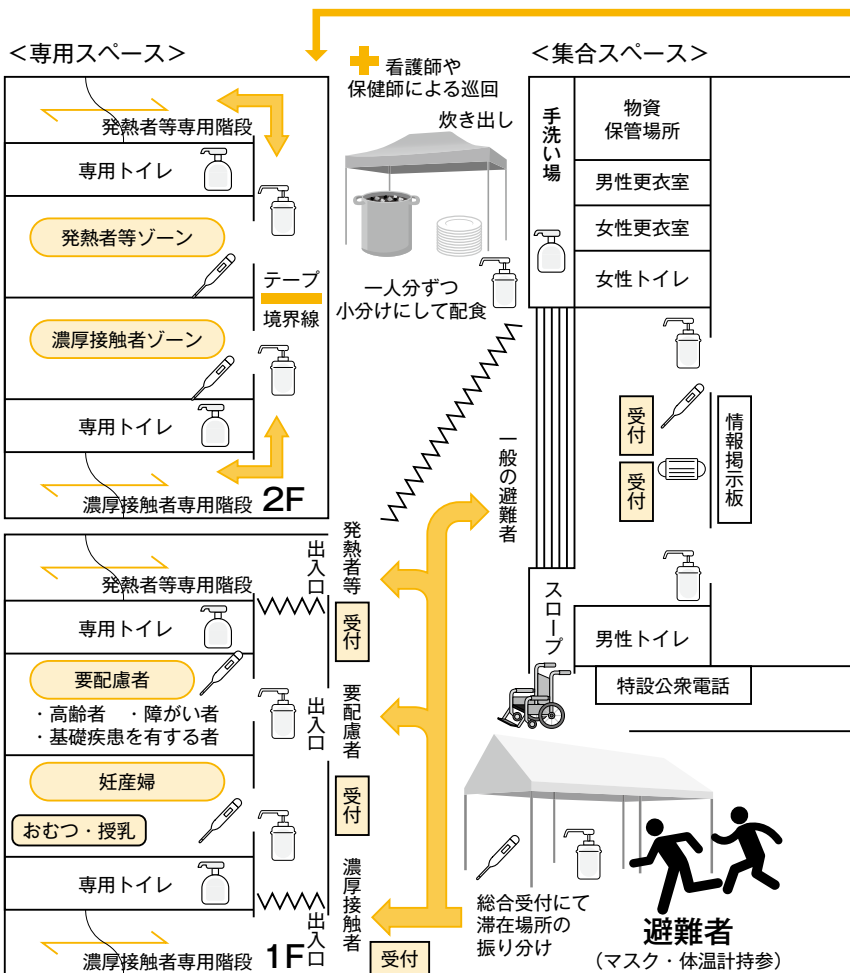 ＜専用スペース＞
発熱者等専用階段
専用トイレ
発熱者等ゾーン
テープ
境界線
濃厚接触者ゾーン
専用トイレ
濃厚接触者専用階段
2F
看護師や
保健師による巡回
炊き出し
一人分ずつ
小分けにして配食
＜集合スペース＞
手洗い場
物資
保管場所
男性更衣室
女性更衣室
女性トイレ
受付
受付
情報掲示板
一般の避難者
スロープ
男性トイレ
特設公衆電話
発熱者等専用階段
出入口
発熱者等
受付
専用トイレ
要配慮者
・高齢者　・障がい者
・基礎疾患を有する者
出入口
要配慮者
受付
妊産婦
おむつ・授乳
専用トイレ
濃厚接触者専用階段
1F
出入口
濃厚接触者
受付
総合受付にて
滞在場所の
振り分け
避難者
（マスク・体温計持参）